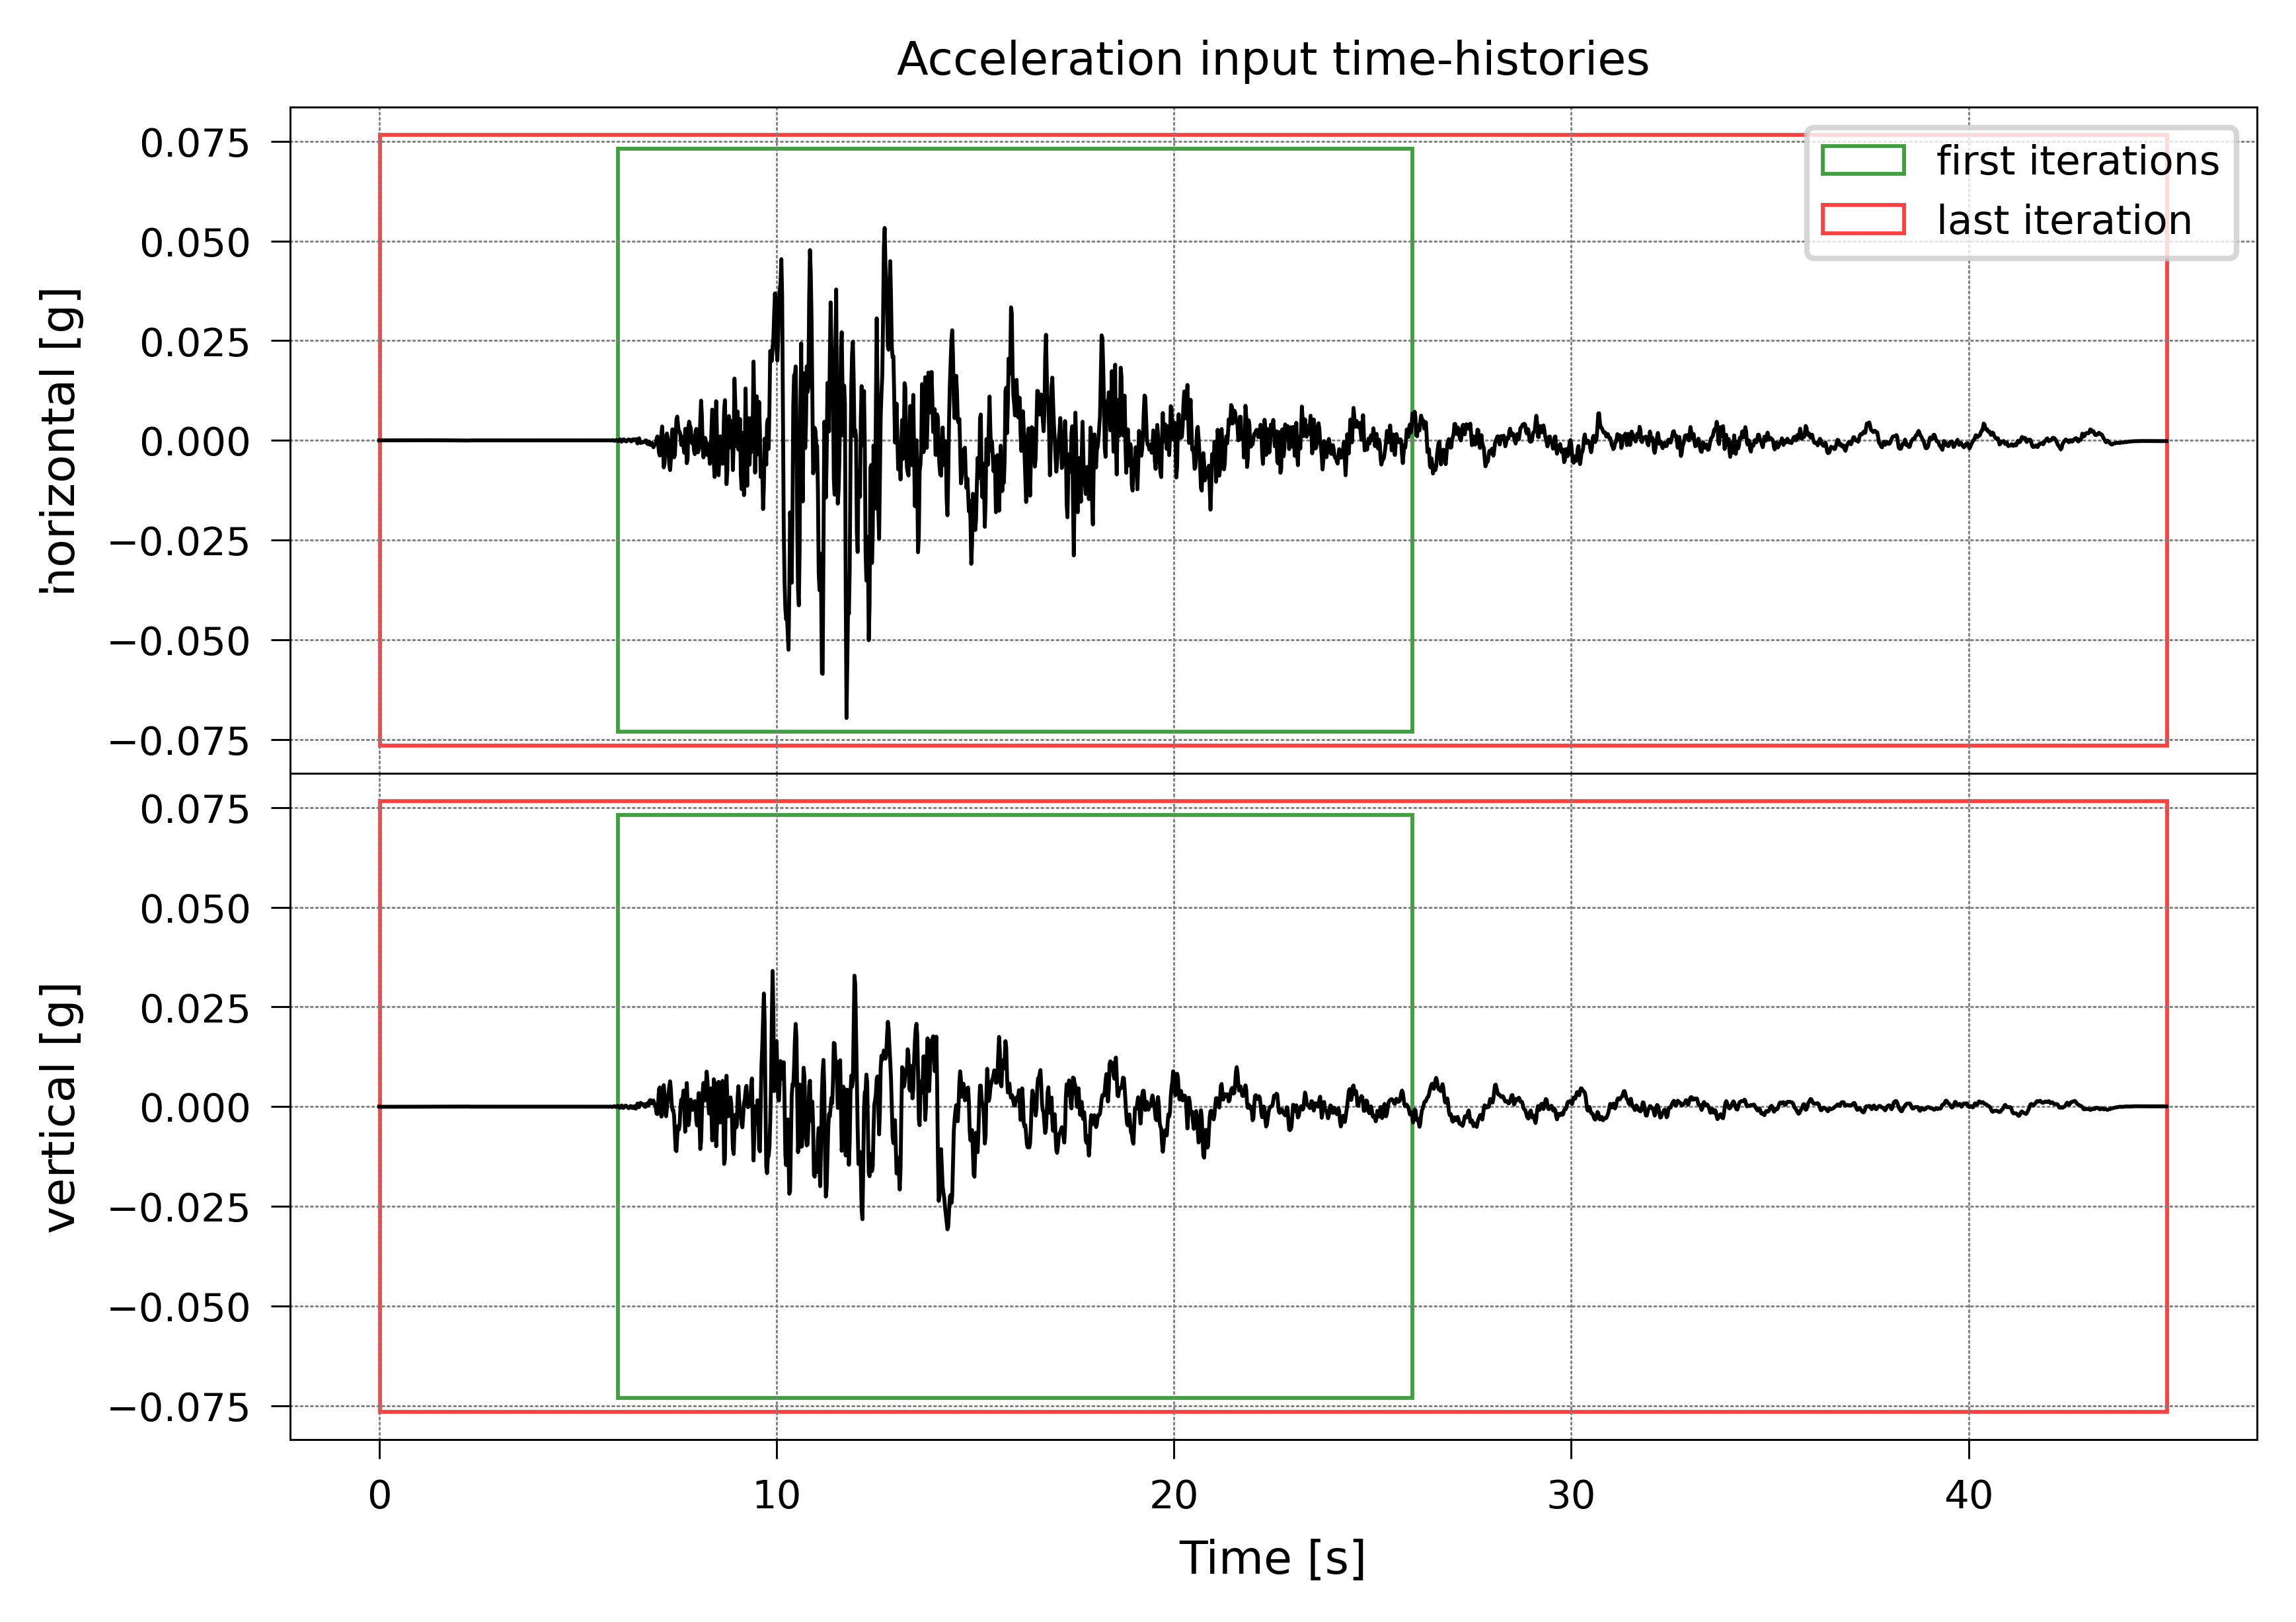 Acceleration input time-histories
horizontal [g]
0.075
0.050
0.025
0.000
−0.025
−0.050
−0.075
first iterations
last iteration
vertical [g]
0.075
0.050
0.025
0.000
−0.025
−0.050
−0.075
0 10 20 30 40
Time [s]